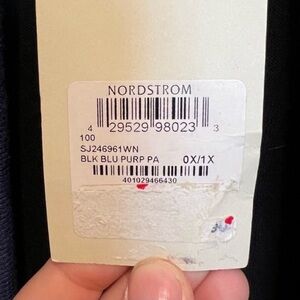 NORDSTROM
4 29529 98023 3
100
SJ246961WN
BLK BLU PURP PA 0X/1X
401029466430